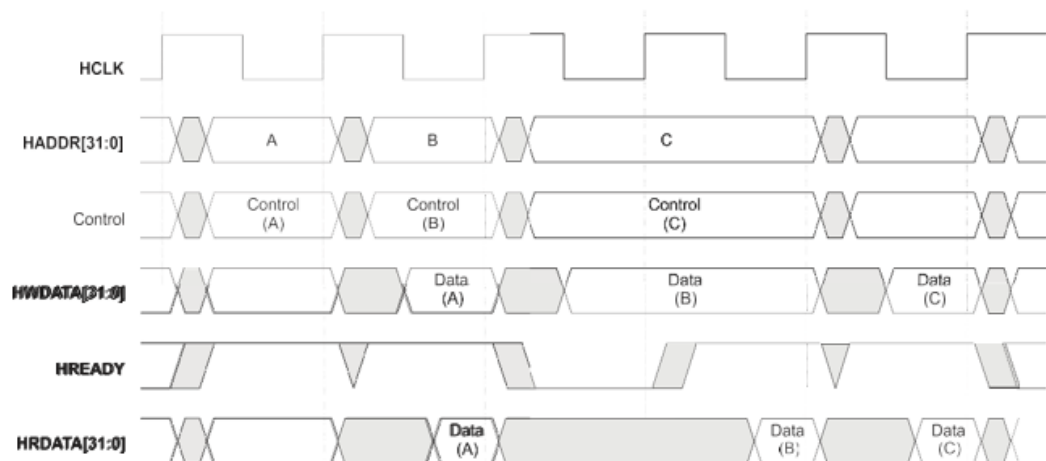 HCLK
HADDR[31:0]
A
B
C
Control
Control
(A)
Control
(B)
Control
(C)
HWDATA[31:0]
Data
(A)
Data
(B)
Data
(C)
HREADY
HRDATA[31:0]
Data
(A)
Data
(B)
Data
(C)